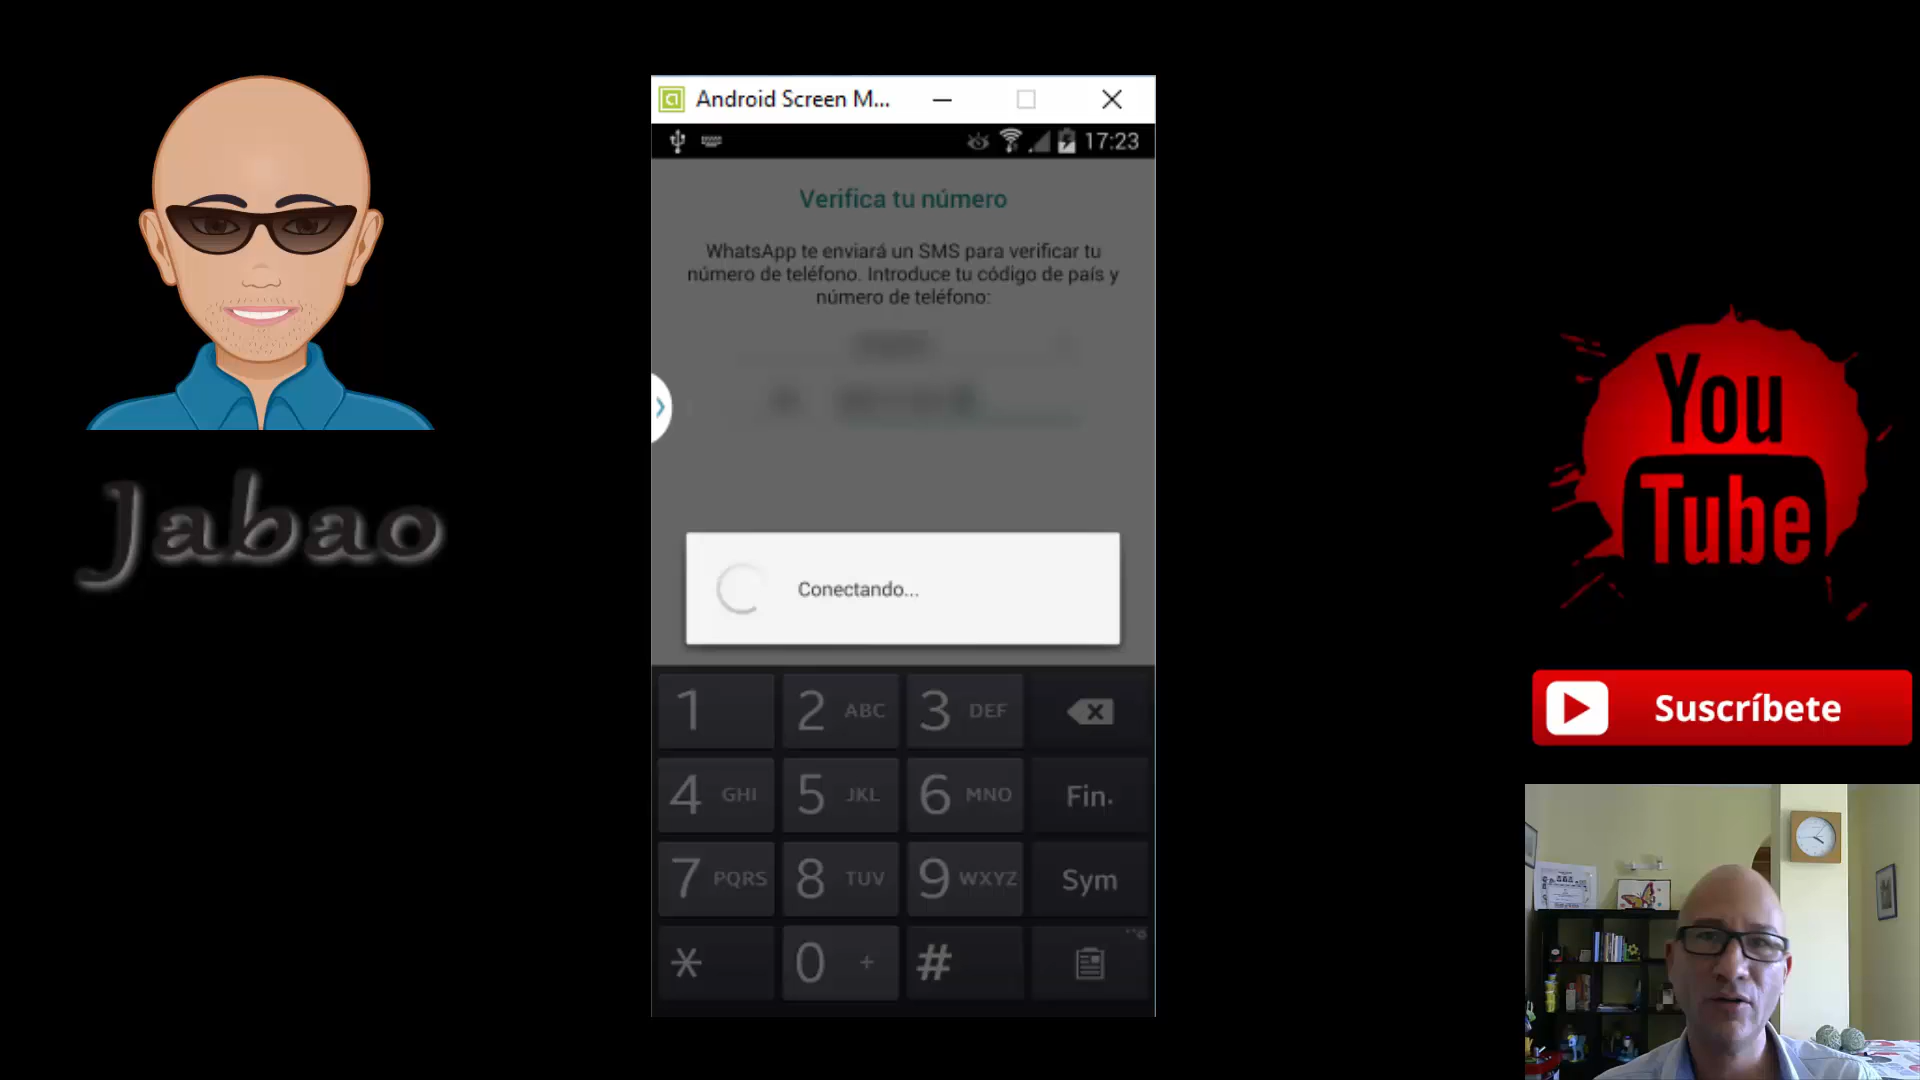 Android Screen M...
17:23
Verifica tu número
WhatsApp te enviará un SMS para verificar tu
número de teléfono. Introduce tu código de país y
número de teléfono:
Conectando...
1
2 ABC
3 DEF
4 GHI
5 JKL
6 MNO
Fin.
7 PQRS
8 TUV
9 WXYZ
Sym
*
0 +
#
Jabao
You
Tube
Suscríbete